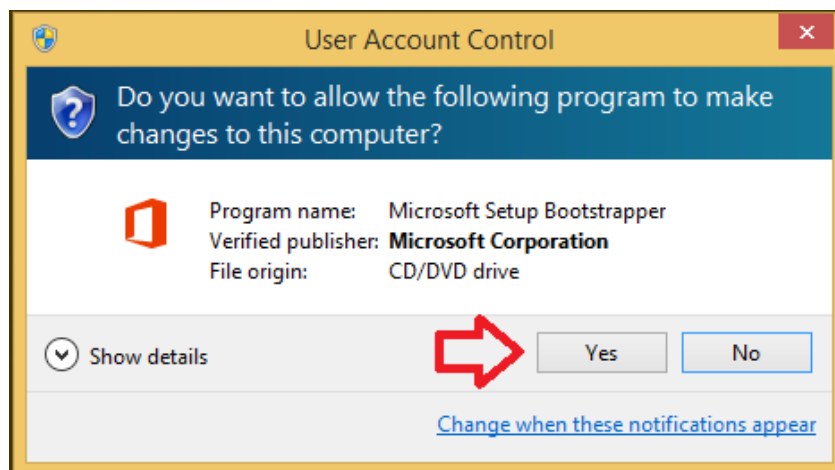 User Account Control
Do you want to allow the following program to make
changes to this computer?
Program name: Microsoft Setup Bootstrapper
Verified publisher: Microsoft Corporation
File origin: CD/DVD drive
Show details Yes No
Change when these notifications appear